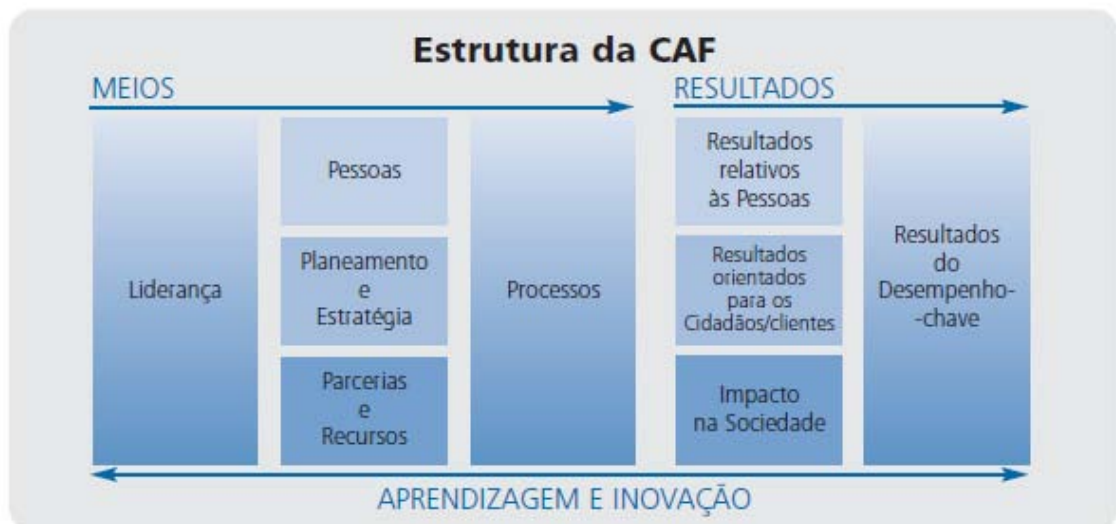 Estrutura da CAF
MEIOS
RESULTADOS
Liderança
Pessoas
Planeamento
e
Estratégia
Parcerias
e
Recursos
Processos
Resultados
relativos
às Pessoas
Resultados
orientados
para os
Cidadãos/clientes
Impacto
na Sociedade
Resultados
do
Desempenho-
-chave
APRENDIZAGEM E INOVAÇÃO